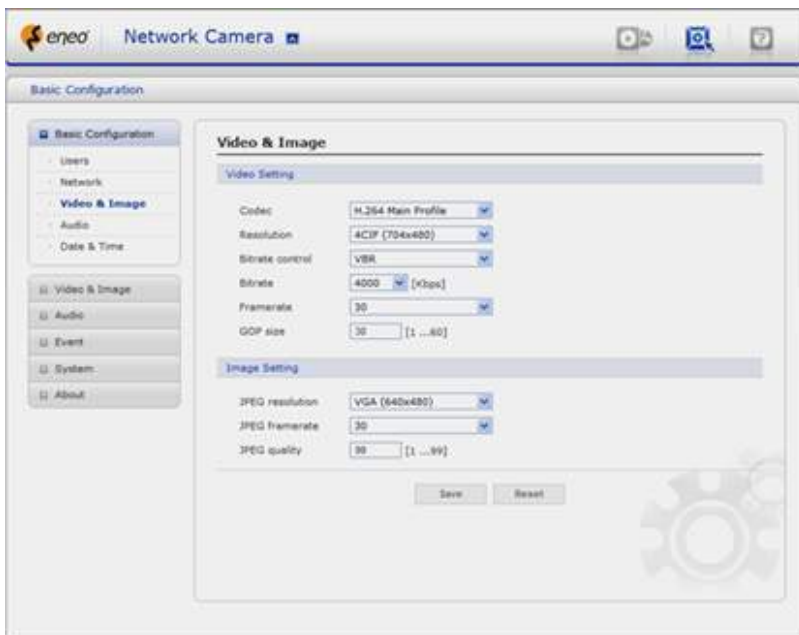 eneo Network Camera
Basic Configuration
Basic Configuration
Users
Network
Video & Image
Audio
Date & Time
Video & Image
Audio
Event
System
About
Video & Image
Video Setting
Codec H.264 Main Profile
Resolution 4CIF (704x480)
Bitrate control VBR
Bitrate 4000 [Kbps]
Framerate 30
GOP size 30 [1 ...60]
Image Setting
JPEG resolution VGA (640x480)
JPEG framerate 30
JPEG quality [1 ...99]
Save Reset